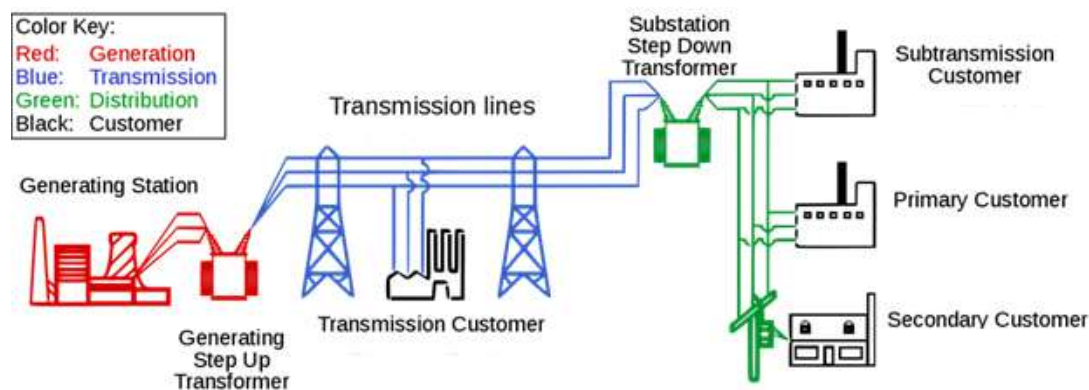 Color Key:
Red: Generation
Blue: Transmission
Green: Distribution
Black: Customer
Generating Station
Generating
Step Up
Transformer
Transmission lines
Transmission Customer
Substation
Step Down
Transformer
Subtransmission
Customer
Primary Customer
Secondary Customer